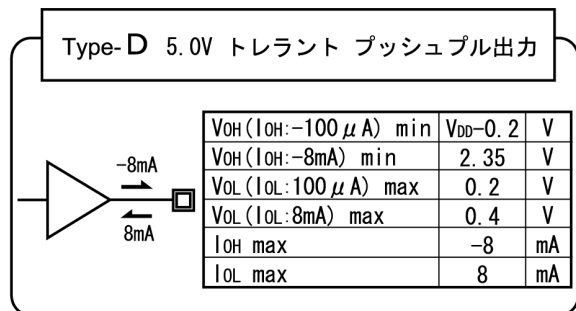 Type-D 5.0V トレラント プッシュプル出力
VOH(IOH:-100μA) min VDD-0.2 V
VOH(IOH:-8mA) min 2.35 V
VOL(IOL:100μA) max 0.2 V
VOL(IOL:8mA) max 0.4 V
IOH max -8 mA
IOL max 8 mA
-8mA
8mA